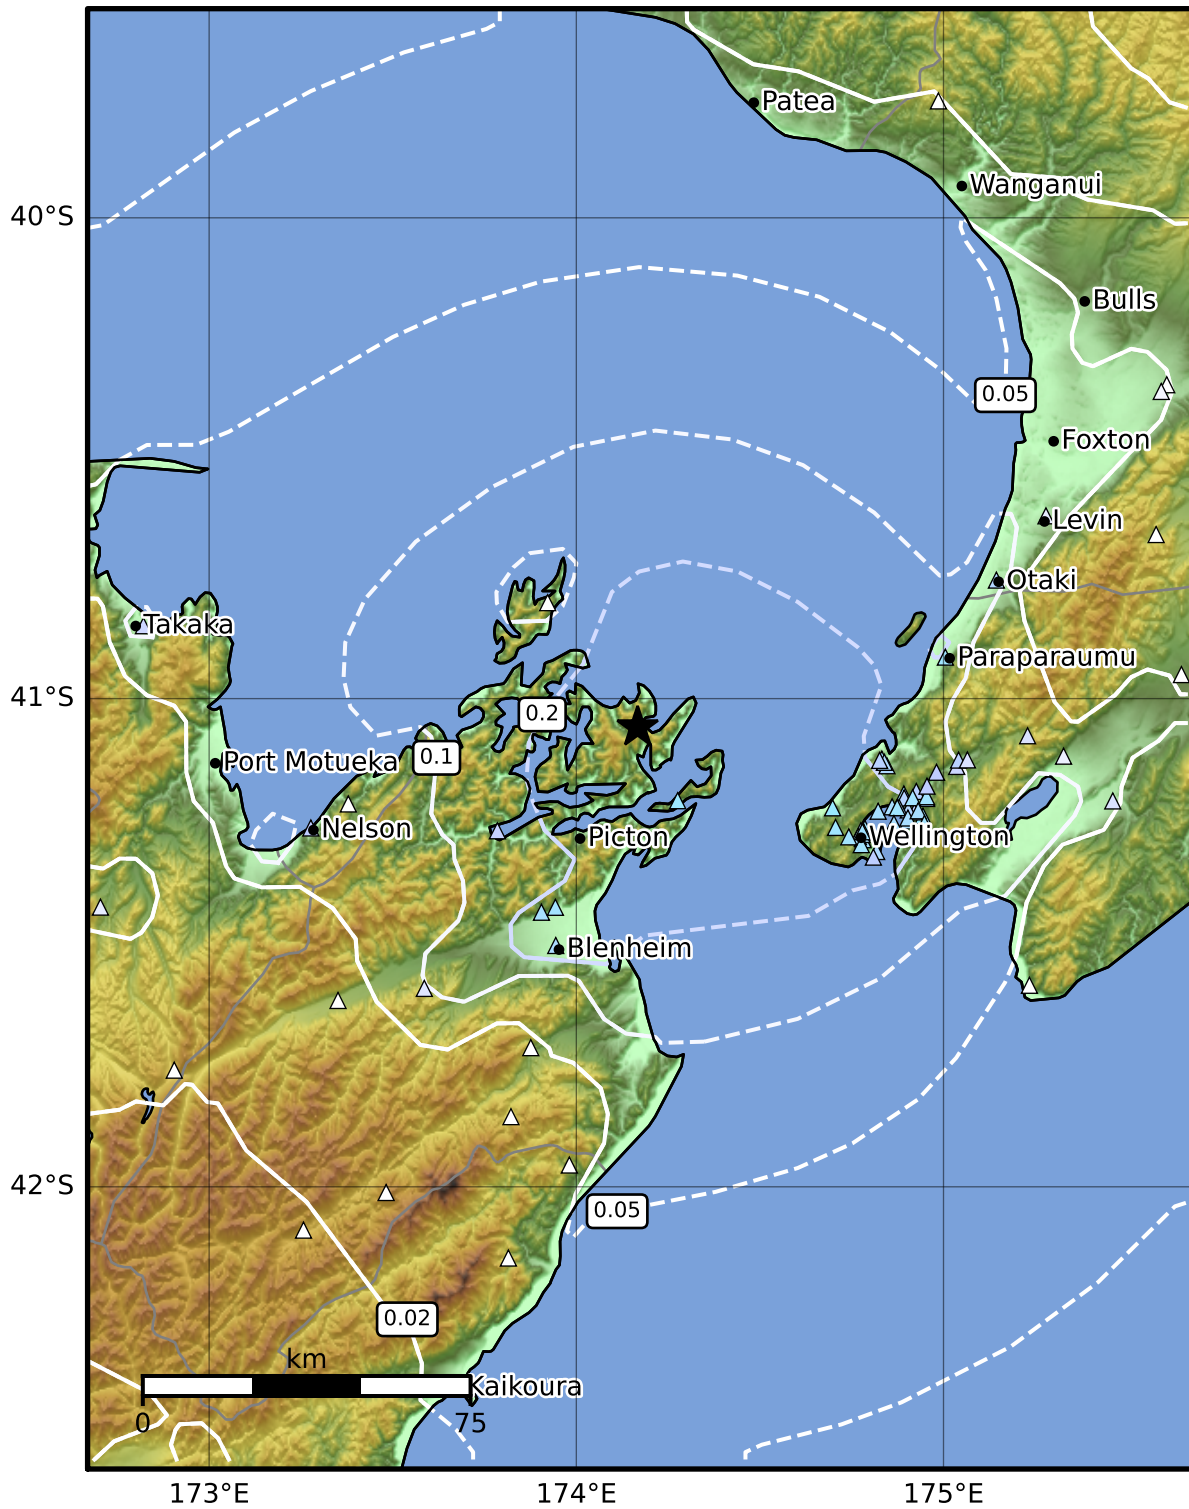 Patea
Wanganui
40°S
Bulls
0.05
Foxton
Levin
Otaki
Takaka
Paraparaumu
41°S
0.2
0.1
Port Motueka
Nelson
Picton
Wellington
Blenheim
42°S
0.05
0.02
km
Kaikoura
0
75
173°E
174°E
175°E